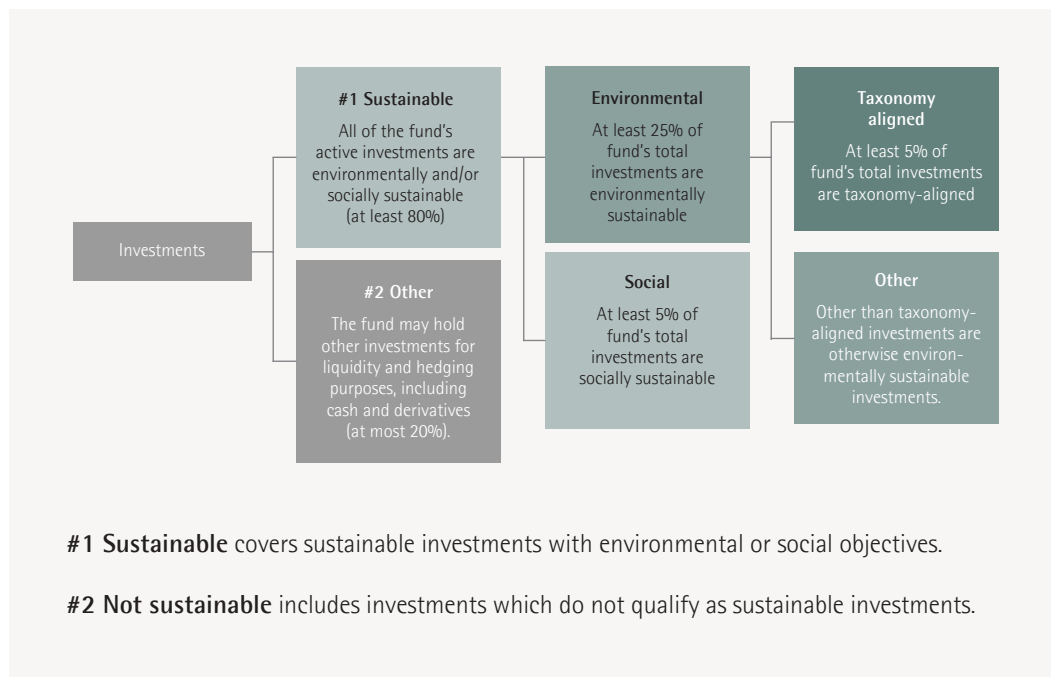 Investments
#1 Sustainable
All of the fund's
active investments are
environmentally and/or
socially sustainable
(at least 80%)
#2 Other
The fund may hold
other investments for
liquidity and hedging
purposes, including
cash and derivatives
(at most 20%).
Environmental
At least 25% of
fund's total
investments are
environmentally
sustainable
Social
At least 5% of
fund's total
investments are
socially sustainable
Taxonomy
aligned
At least 5% of
fund's total investments
are taxonomy-aligned
Other
Other than taxonomy-
aligned investments are
otherwise environ-
mentally sustainable
investments.
#1 Sustainable covers sustainable investments with environmental or social objectives.
#2 Not sustainable includes investments which do not qualify as sustainable investments.